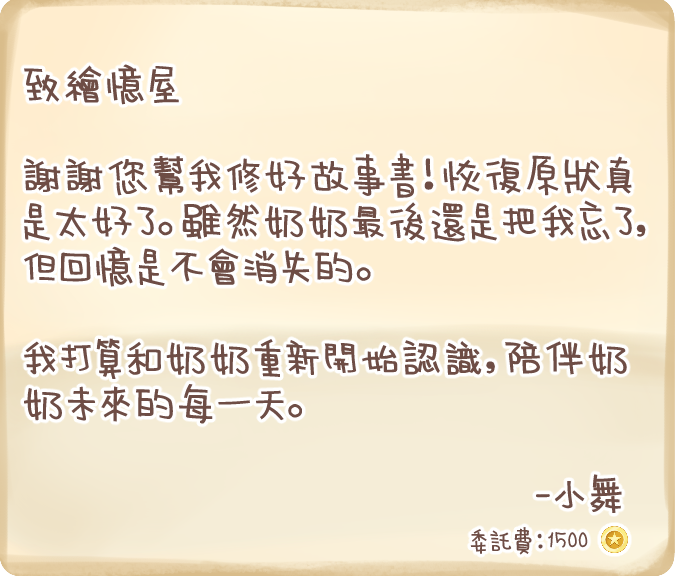 致繪憶屋
謝謝您幫我修好故事書！恢復原狀真
是太好了。雖然奶奶最後還是把我忘了，
但回憶是不會消失的。
我打算和奶奶重新開始認識，陪伴奶
奶未來的每一天。
-小舞
委託費：1500